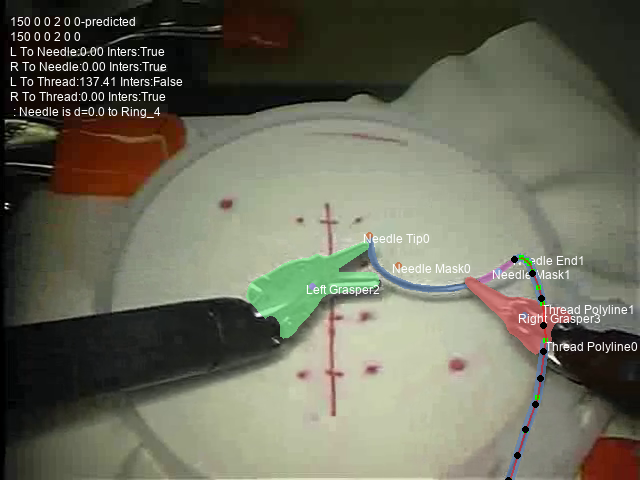 150 0 0 2 0 0-predicted
150 0 0 2 0 0
L To Needle:0.00 Inters:True
R To Needle:0.00 Inters:True
L To Thread:137.41 Inters:False
R To Thread:0.00 Inters:True
: Needle is d=0.0 to Ring_4
Needle Tip0
Needle End1
Needle Mask0
Needle Mask1
Left Grasper2
Thread Polyline1
Right Grasper3
Thread Polyline0